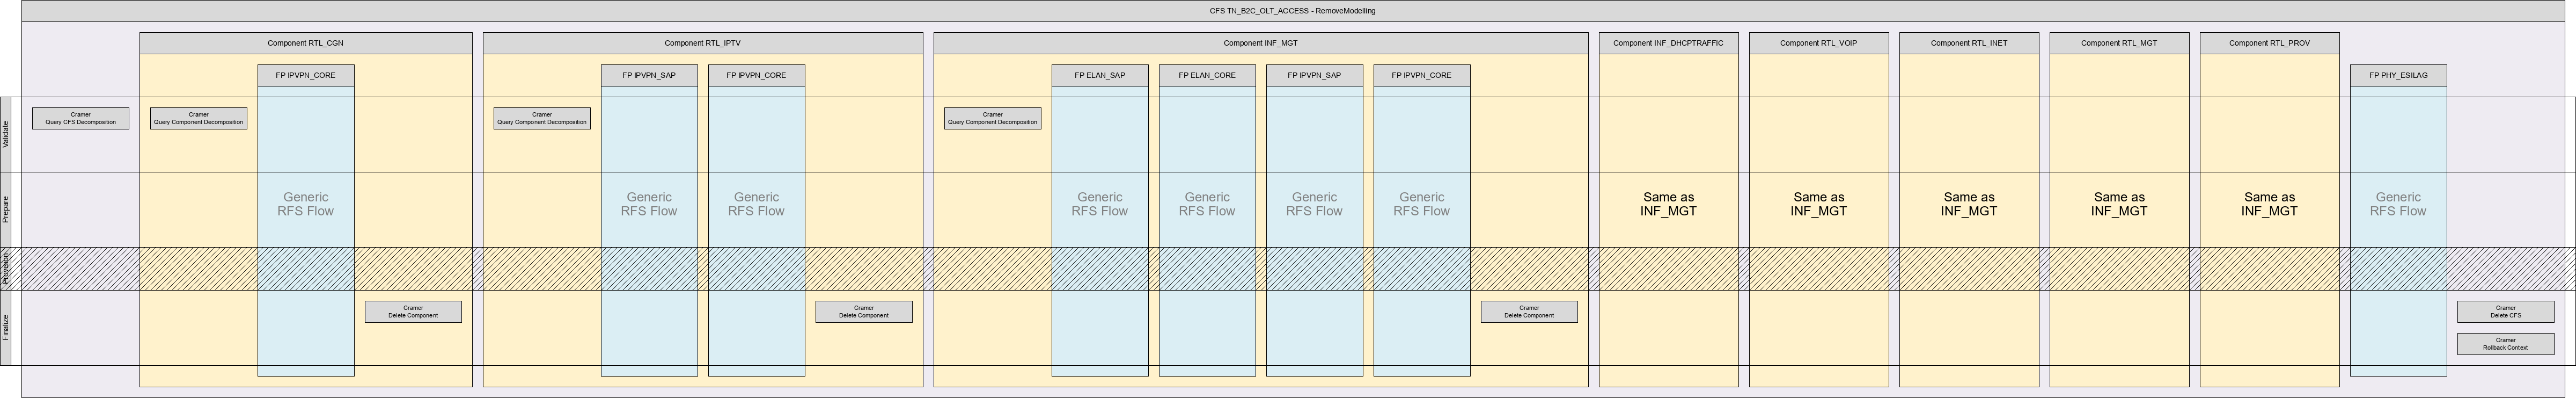 CFS TN_B2C_OLT_ACCESS - RemoveModelling
Component RTL_CGN
Component RTL_IPTV
Component INF_MGT
Component INF_DHCPTRAFFIC
Component RTL_VOIP
Component RTL_INET
Component RTL_MGT
Component RTL_PROV
FP IPVPN_CORE
FP IPVPN_SAP
FP IPVPN_CORE
FP ELAN_SAP
FP ELAN_CORE
FP IPVPN_SAP
FP IPVPN_CORE
FP PHY_ESILAG
Validate
Cramer
Query CFS Decomposition
Cramer
Query Component Decomposition
Cramer
Query Component Decomposition
Cramer
Query Component Decomposition
Prepare
Generic
RFS Flow
Generic
RFS Flow
Generic
RFS Flow
Generic
RFS Flow
Generic
RFS Flow
Generic
RFS Flow
Generic
RFS Flow
Same as
INF_MGT
Same as
INF_MGT
Same as
INF_MGT
Same as
INF_MGT
Same as
INF_MGT
Generic
RFS Flow
Provision
Finalize
Cramer
Delete Component
Cramer
Delete Component
Cramer
Delete Component
Cramer
Delete CFS
Cramer
Rollback Context